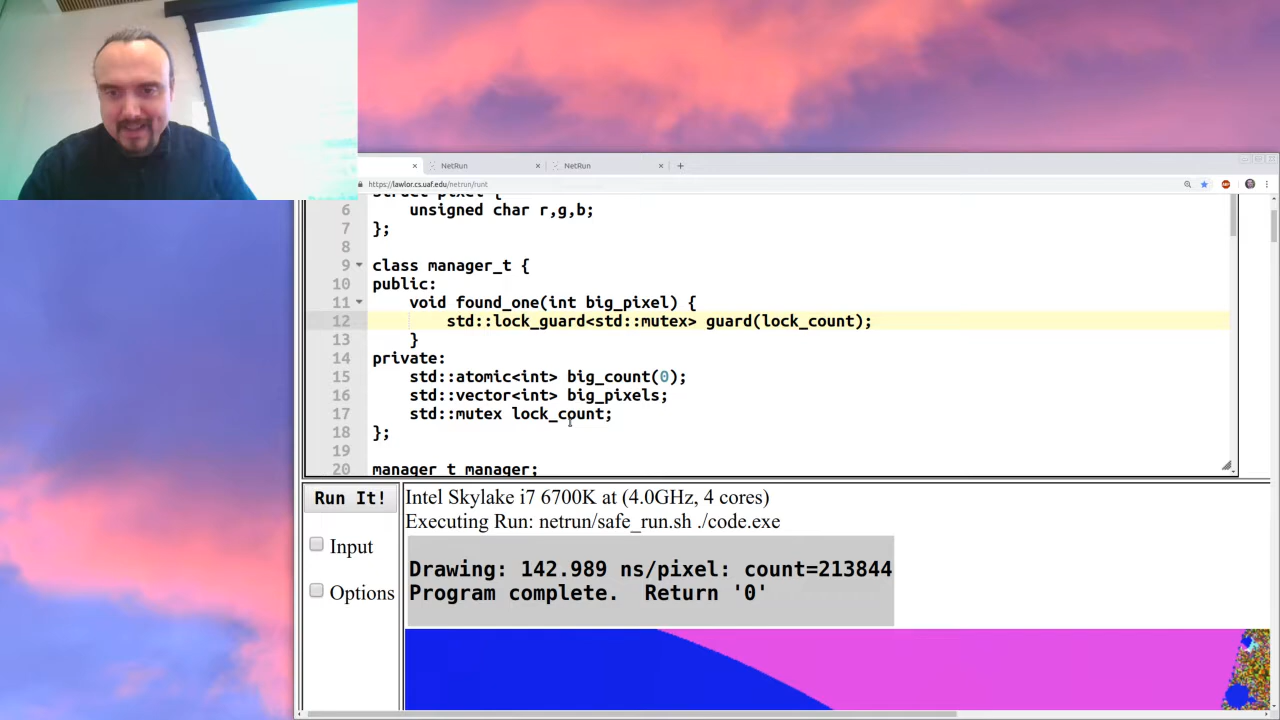 NetRun
NetRun
https://lawlor.cs.uaf.edu/netrun/runt
struct pixel {
6 unsigned char r,g,b;
7 };
8
9 class manager_t {
10 public:
11 void found_one(int big_pixel) {
12 std::lock_guard<std::mutex> guard(lock_count);
13 }
14 private:
15 std::atomic<int> big_count(0);
16 std::vector<int> big_pixels;
17 std::mutex lock_count;
18 };
19
20 manager_t manager;
Run It!
Input
Options
Intel Skylake i7 6700K at (4.0GHz, 4 cores)
Executing Run: netrun/safe_run.sh ./code.exe
Drawing: 142.989 ns/pixel: count=213844
Program complete. Return '0'